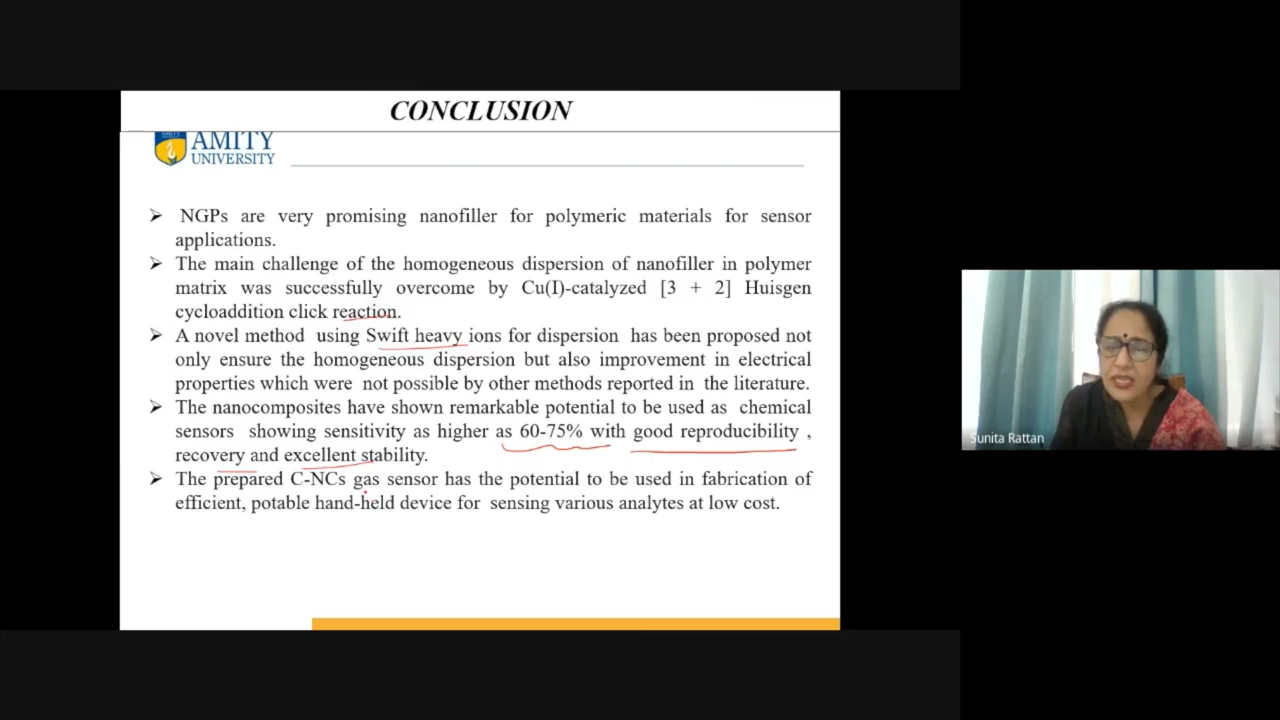 CONCLUSION
AMITY
UNIVERSITY
➢ NGPs are very promising nanofiller for polymeric materials for sensor
applications.
➢ The main challenge of the homogeneous dispersion of nanofiller in polymer
matrix was successfully overcome by Cu(I)-catalyzed [3 + 2] Huisgen
cycloaddition click reaction.
➢ A novel method using Swift heavy ions for dispersion has been proposed not
only ensure the homogeneous dispersion but also improvement in electrical
properties which were not possible by other methods reported in the literature.
➢ The nanocomposites have shown remarkable potential to be used as chemical
sensors showing sensitivity as higher as 60-75% with good reproducibility ,
recovery and excellent stability.
➢ The prepared C-NCs gas sensor has the potential to be used in fabrication of
efficient, potable hand-held device for sensing various analytes at low cost.
Sunita Rattan